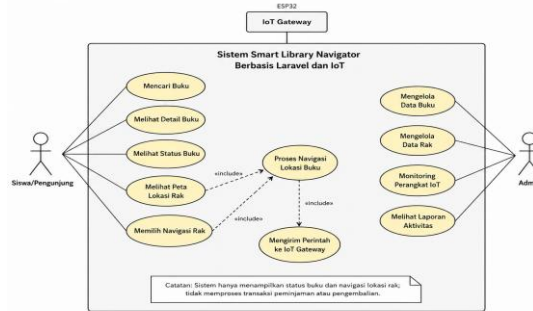 ESP32
IoT Gateway
Sistem Smart Library Navigator
Berbasis Laravel dan IoT
Mencari Buku
Melihat Detail Buku
Melihat Status Buku
Melihat Peta
Lokasi Rak
Memilih Navigasi Rak
Siswa/Pengunjung
«include»
«include»
Proses Navigasi
Lokasi Buku
«include»
Mengirim Perintah
ke IoT Gateway
Mengelola
Data Buku
Mengelola
Data Rak
Monitoring
Perangkat IoT
Melihat Laporan
Aktivitas
Adm
Catatan: Sistem hanya menampilkan status buku dan navigasi lokasi rak;
tidak memproses transaksi peminjaman atau pengembalian.